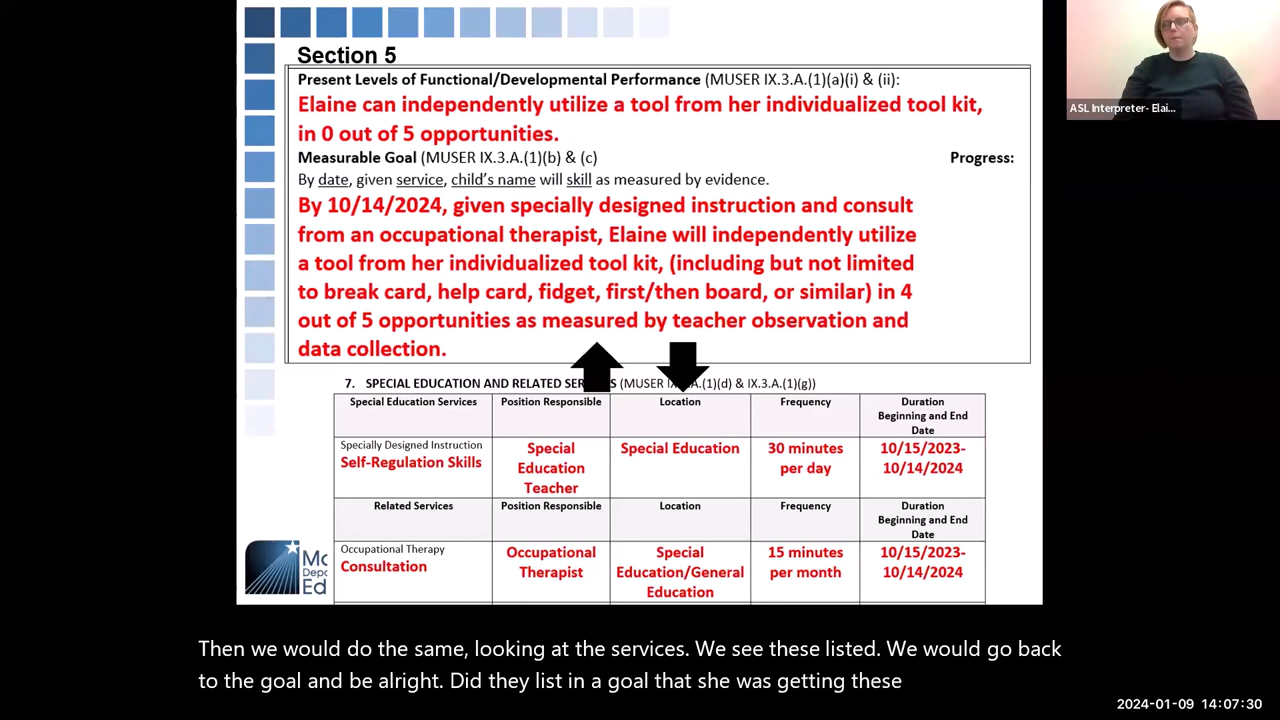 Section 5
Present Levels of Functional/Developmental Performance (MUSER IX.3.A.(1)(a)(i) & (ii):
Elaine can independently utilize a tool from her individualized tool kit,
in 0 out of 5 opportunities.
Measurable Goal (MUSER IX.3.A.(1)(b) & (c) Progress:
By date, given service, child's name will skill as measured by evidence.
By 10/14/2024, given specially designed instruction and consult
from an occupational therapist, Elaine will independently utilize
a tool from her individualized tool kit, (including but not limited
to break card, help card, fidget, first/then board, or similar) in 4
out of 5 opportunities as measured by teacher observation and
data collection.
7. SPECIAL EDUCATION AND RELATED (MUSER .(1)(d) & IX.3.A.(1)(g))
Special Education Services Position Responsible Location Frequency Duration
Beginning and End
Date
Specially Designed Instruction
Self-Regulation Skills
Special
Education
Teacher
Special Education
30 minutes
per day
10/15/2023-
10/14/2024
Related Services Position Responsible Location Frequency Duration
Beginning and End
Date
Occupational Therapy
Consultation
Occupational
Therapist
Special
Education/General
Education
15 minutes
per month
10/15/2023-
10/14/2024
Ed
ASL Interpreter- Elai...
Then we would do the same, looking at the services. We see these listed. We would go back
to the goal and be alright. Did they list in a goal that she was getting these
2024-01-09 14:07:30